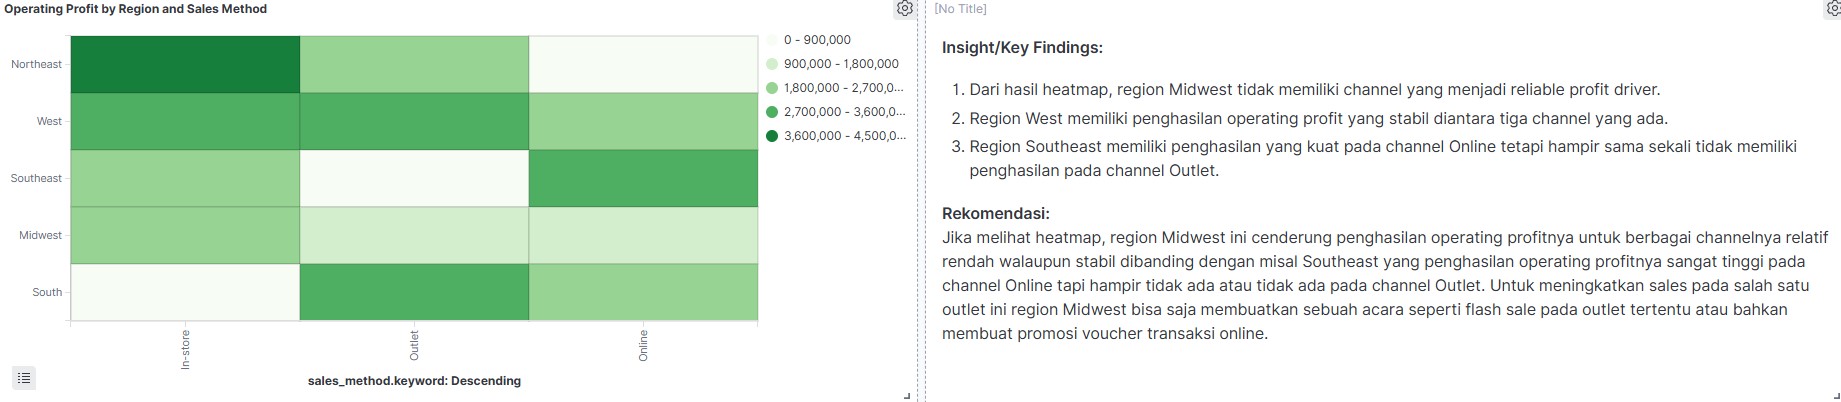 Operating Profit by Region and Sales Method
Northeast
West
Southeast
Midwest
South
In-store
Outlet
Online
sales_method.keyword: Descending
0 - 900,000
900,000 - 1,800,000
1,800,000 - 2,700,0...
2,700,000 - 3,600,0...
3,600,000 - 4,500,0...
[No Title]
Insight/Key Findings:
1. Dari hasil heatmap, region Midwest tidak memiliki channel yang menjadi reliable profit driver.
2. Region West memiliki penghasilan operating profit yang stabil diantara tiga channel yang ada.
3. Region Southeast memiliki penghasilan yang kuat pada channel Online tetapi hampir sama sekali tidak memiliki
penghasilan pada channel Outlet.
Rekomendasi:
Jika melihat heatmap, region Midwest ini cenderung penghasilan operating profitnya untuk berbagai channelnya relatif
rendah walaupun stabil dibanding dengan misal Southeast yang penghasilan operating profitnya sangat tinggi pada
channel Online tapi hampir tidak ada atau tidak ada pada channel Outlet. Untuk meningkatkan sales pada salah satu
outlet ini region Midwest bisa saja membuatkan sebuah acara seperti flash sale pada outlet tertentu atau bahkan
membuat promosi voucher transaksi online.